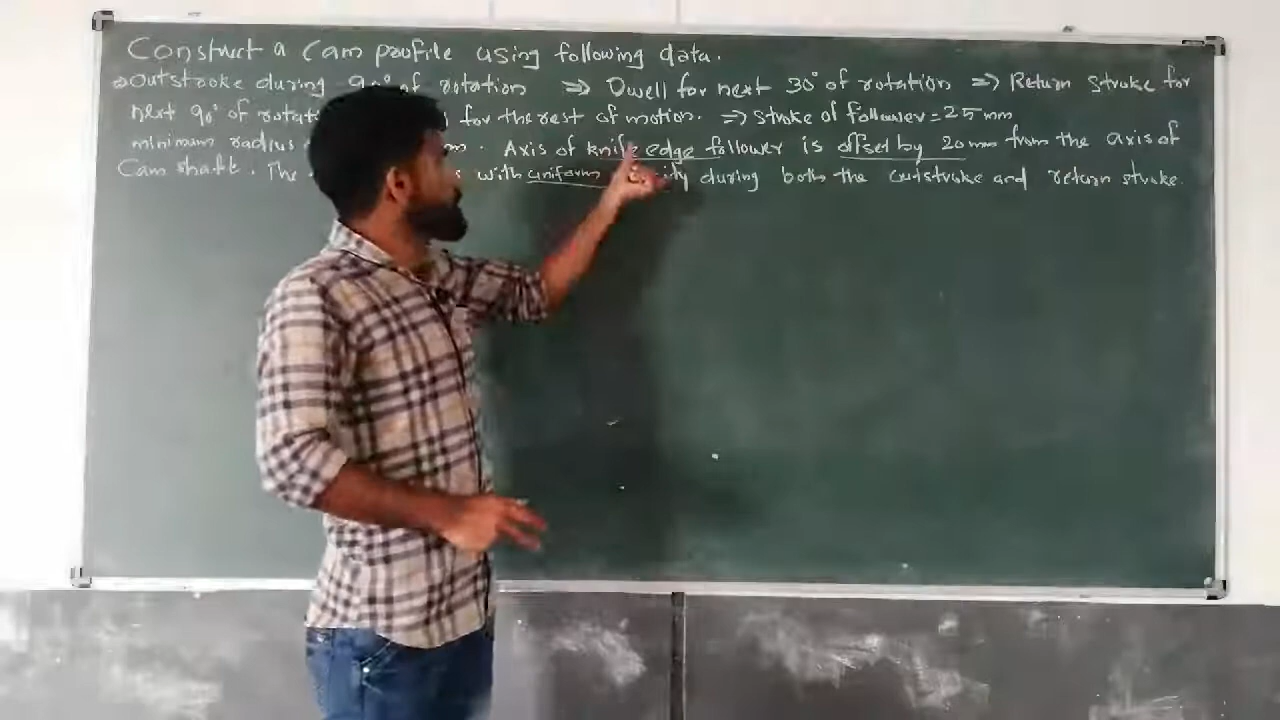 Construct a Cam profile using following data.
→ Outstroke during 90° of rotation ⇒ Dwell for next 30° of rotation ⇒ Return Stroke for
next 90° of for the rest of motion. ⇒ Stroke of follower = 25 mm
minimum radius . Axis of knife edge follower is offset by 20mm from the axis of
Cam shaft. The with uniform during both the outstroke and return stroke.